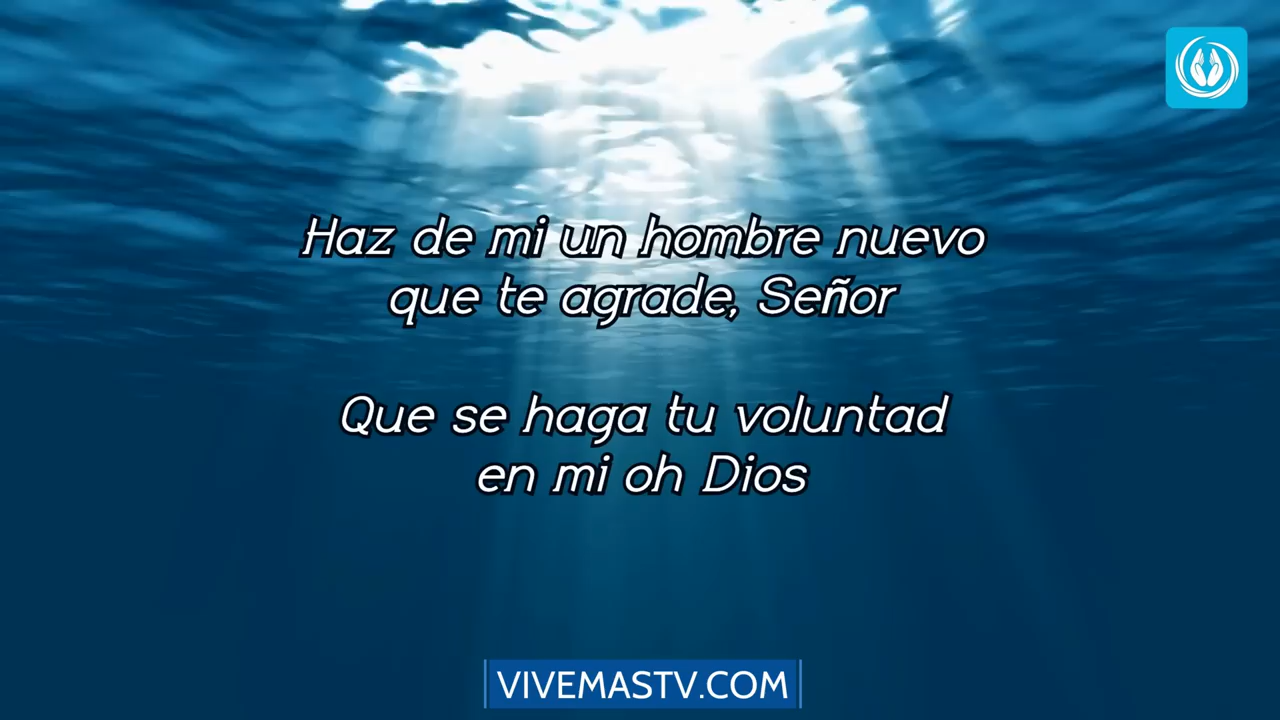 Haz de mi un hombre nuevo
que te agrade, Señor
Que se haga tu voluntad
en mi oh Dios
VIVEMASTV.COM